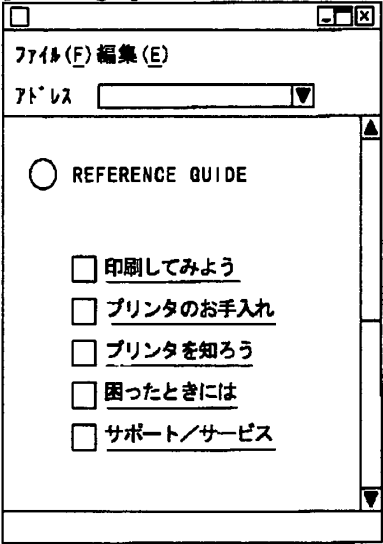 ﾌｧｲﾙ(F) 編集(E)
ｱﾄﾞﾚｽ
REFERENCE GUIDE
印刷してみよう
プリンタのお手入れ
プリンタを知ろう
困ったときには
サポート／サービス